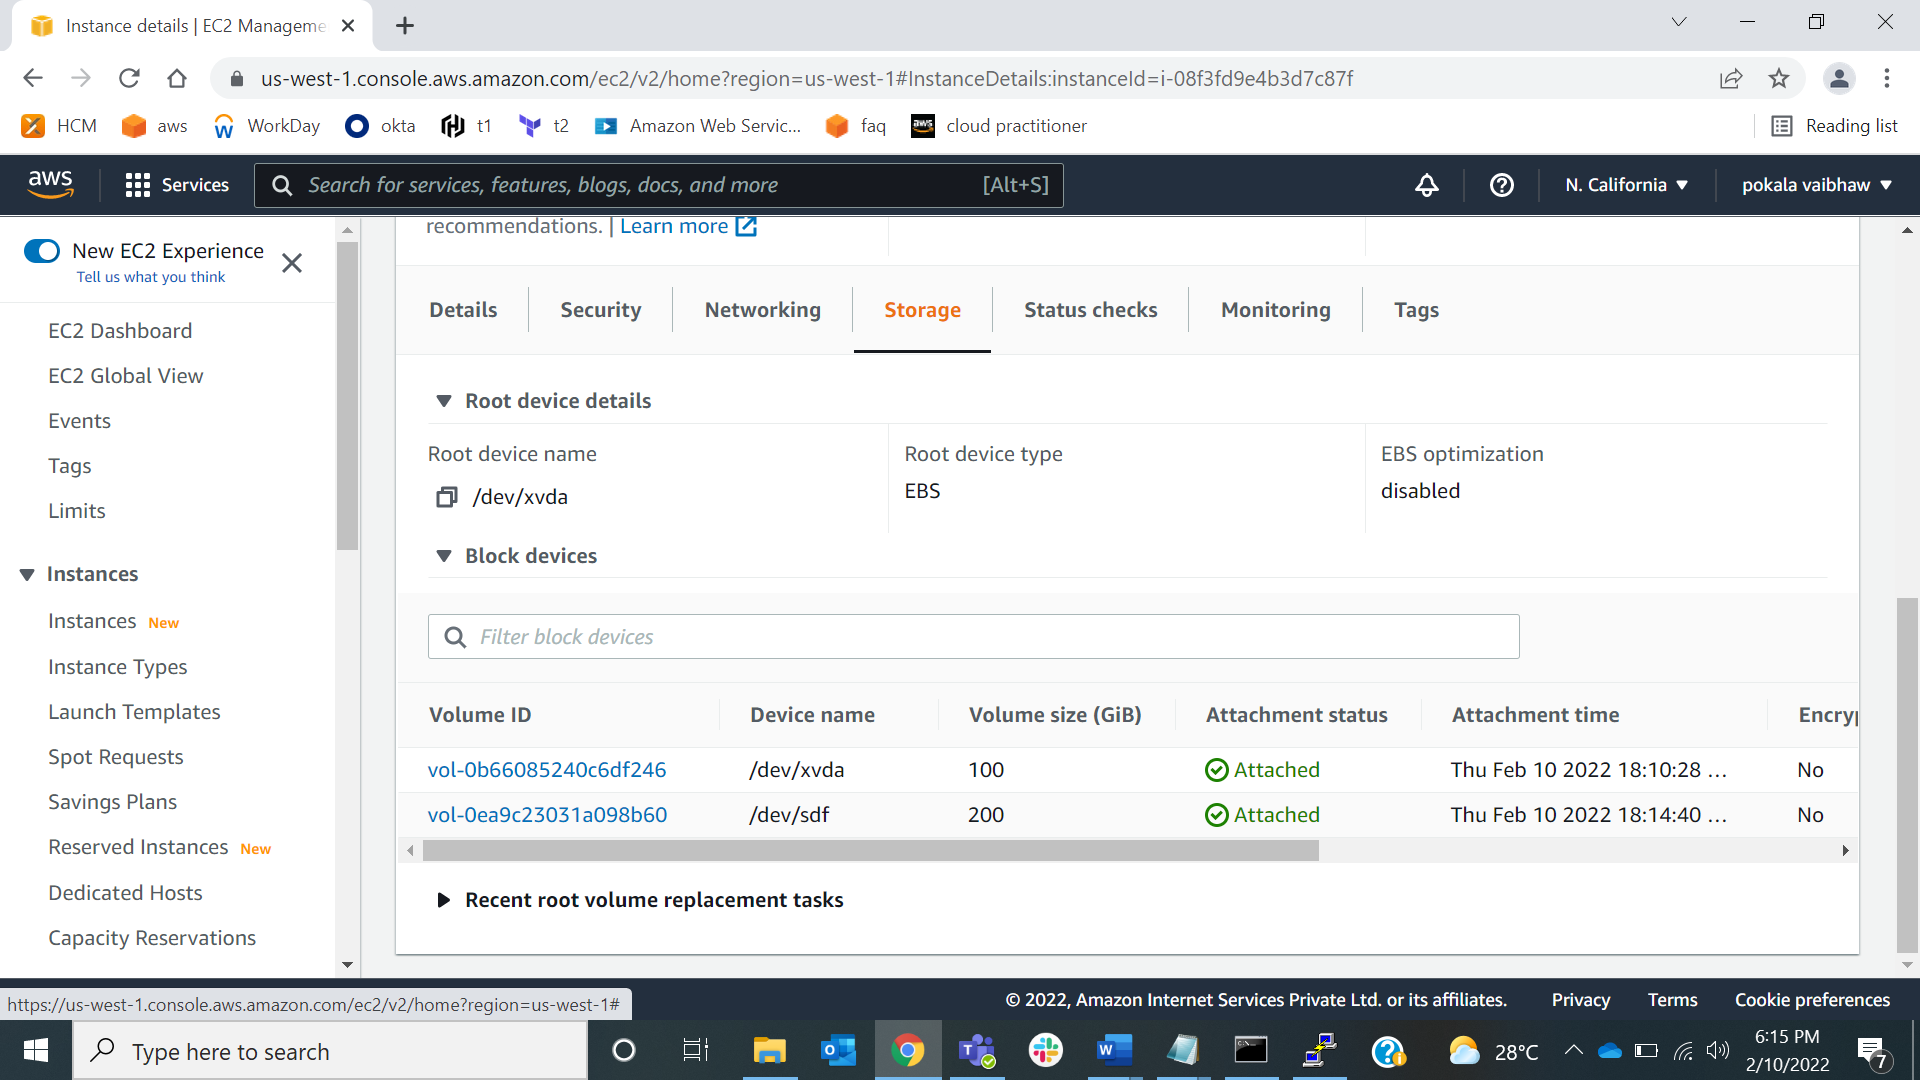 Instance details | EC2 Manageme
us-west-1.console.aws.amazon.com/ec2/v2/home?region=us-west-1#InstanceDetails:instanceId=i-08f3fd9e4b3d7c87f
HCM aws WorkDay okta t1 t2 Amazon Web Servic... faq aws cloud practitioner Reading list
aws Services Search for services, features, blogs, docs, and more [Alt+S] N. California pokala vaibhaw
New EC2 Experience
Tell us what you think
EC2 Dashboard
EC2 Global View
Events
Tags
Limits
Instances
Instances New
Instance Types
Launch Templates
Spot Requests
Savings Plans
Reserved Instances New
Dedicated Hosts
Capacity Reservations
recommendations. | Learn more
Details Security Networking Storage Status checks Monitoring Tags
Root device details
Root device name Root device type EBS optimization
/dev/xvda EBS disabled
Block devices
Filter block devices
Volume ID Device name Volume size (GiB) Attachment status Attachment time Encryp
vol-0b66085240c6df246 /dev/xvda 100 Attached Thu Feb 10 2022 18:10:28 ... No
vol-0ea9c23031a098b60 /dev/sdf 200 Attached Thu Feb 10 2022 18:14:40 ... No
Recent root volume replacement tasks
https://us-west-1.console.aws.amazon.com/ec2/v2/home?region=us-west-1#
© 2022, Amazon Internet Services Private Ltd. or its affiliates. Privacy Terms Cookie preferences
Type here to search
28°C
6:15 PM
2/10/2022
7